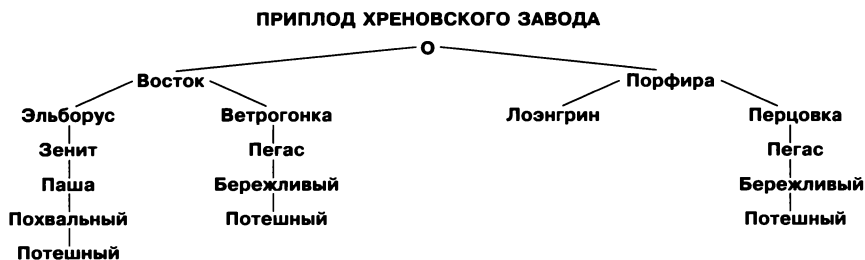 ПРИПЛОД ХРЕНОВСКОГО ЗАВОДА
О
Восток Порфира
Эльборус Ветрогонка Лоэнгрин Перцовка
Зенит Пегас Пегас
Паша Бережливый Бережливый
Похвальный Потешный Потешный
Потешный